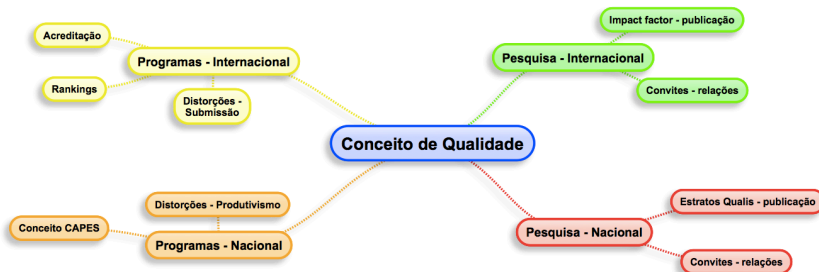 Acreditação
Programas - Internacional
Rankings
Distorções -
Submissão
Impact factor - publicação
Pesquisa - Internacional
Convites - relações
Conceito de Qualidade
Distorções - Produtivismo
Conceito CAPES
Programas - Nacional
Estratos Qualis - publicação
Pesquisa - Nacional
Convites - relações